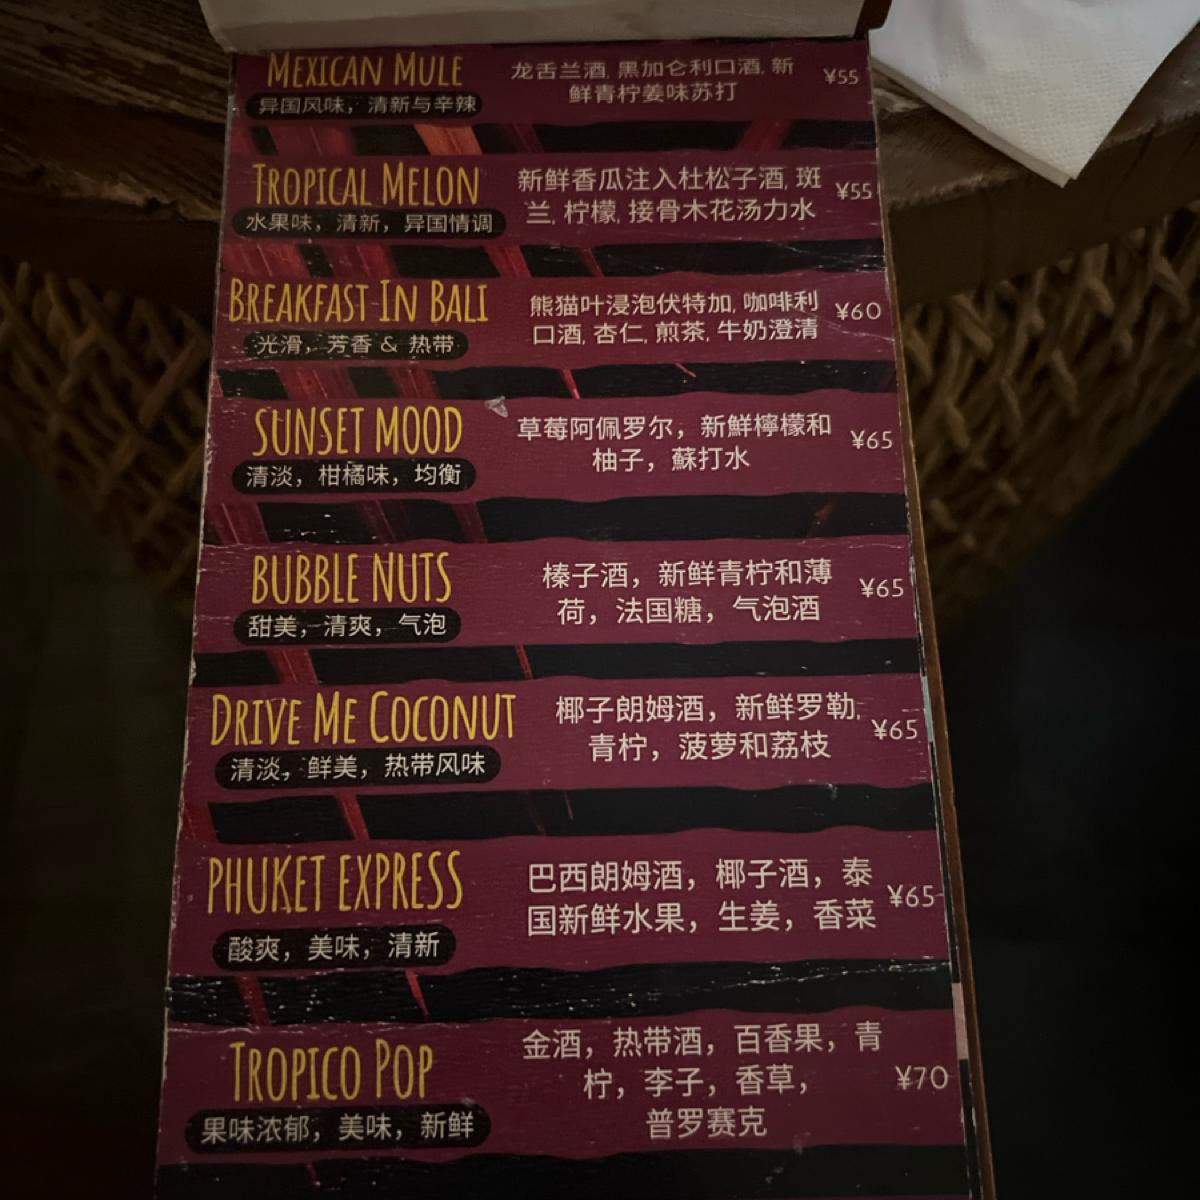 MEXICAN MULE
异国风味，清新与辛辣
龙舌兰酒, 黑加仑利口酒, 新
鲜青柠姜味苏打
¥55
TROPICAL MELON
水果味，清新，异国情调
新鲜香瓜注入杜松子酒, 斑
兰, 柠檬, 接骨木花汤力水
¥55
BREAKFAST IN BALI
光滑，芳香 & 热带
熊猫叶浸泡伏特加, 咖啡利
口酒, 杏仁, 煎茶, 牛奶澄清
¥60
SUNSET MOOD
清淡，柑橘味，均衡
草莓阿佩罗尔，新鮮檸檬和
柚子，蘇打水
¥65
BUBBLE NUTS
甜美，清爽，气泡
榛子酒，新鲜青柠和薄
荷，法国糖，气泡酒
¥65
DRIVE ME COCONUT
清淡，鲜美，热带风味
椰子朗姆酒，新鲜罗勒,
青柠，菠萝和荔枝
¥65
PHUKET EXPRESS
酸爽，美味，清新
巴西朗姆酒，椰子酒，泰
国新鲜水果，生姜，香菜
¥65
TROPICO POP
果味浓郁，美味，新鲜
金酒，热带酒，百香果，青
柠，李子，香草，
普罗赛克
¥70